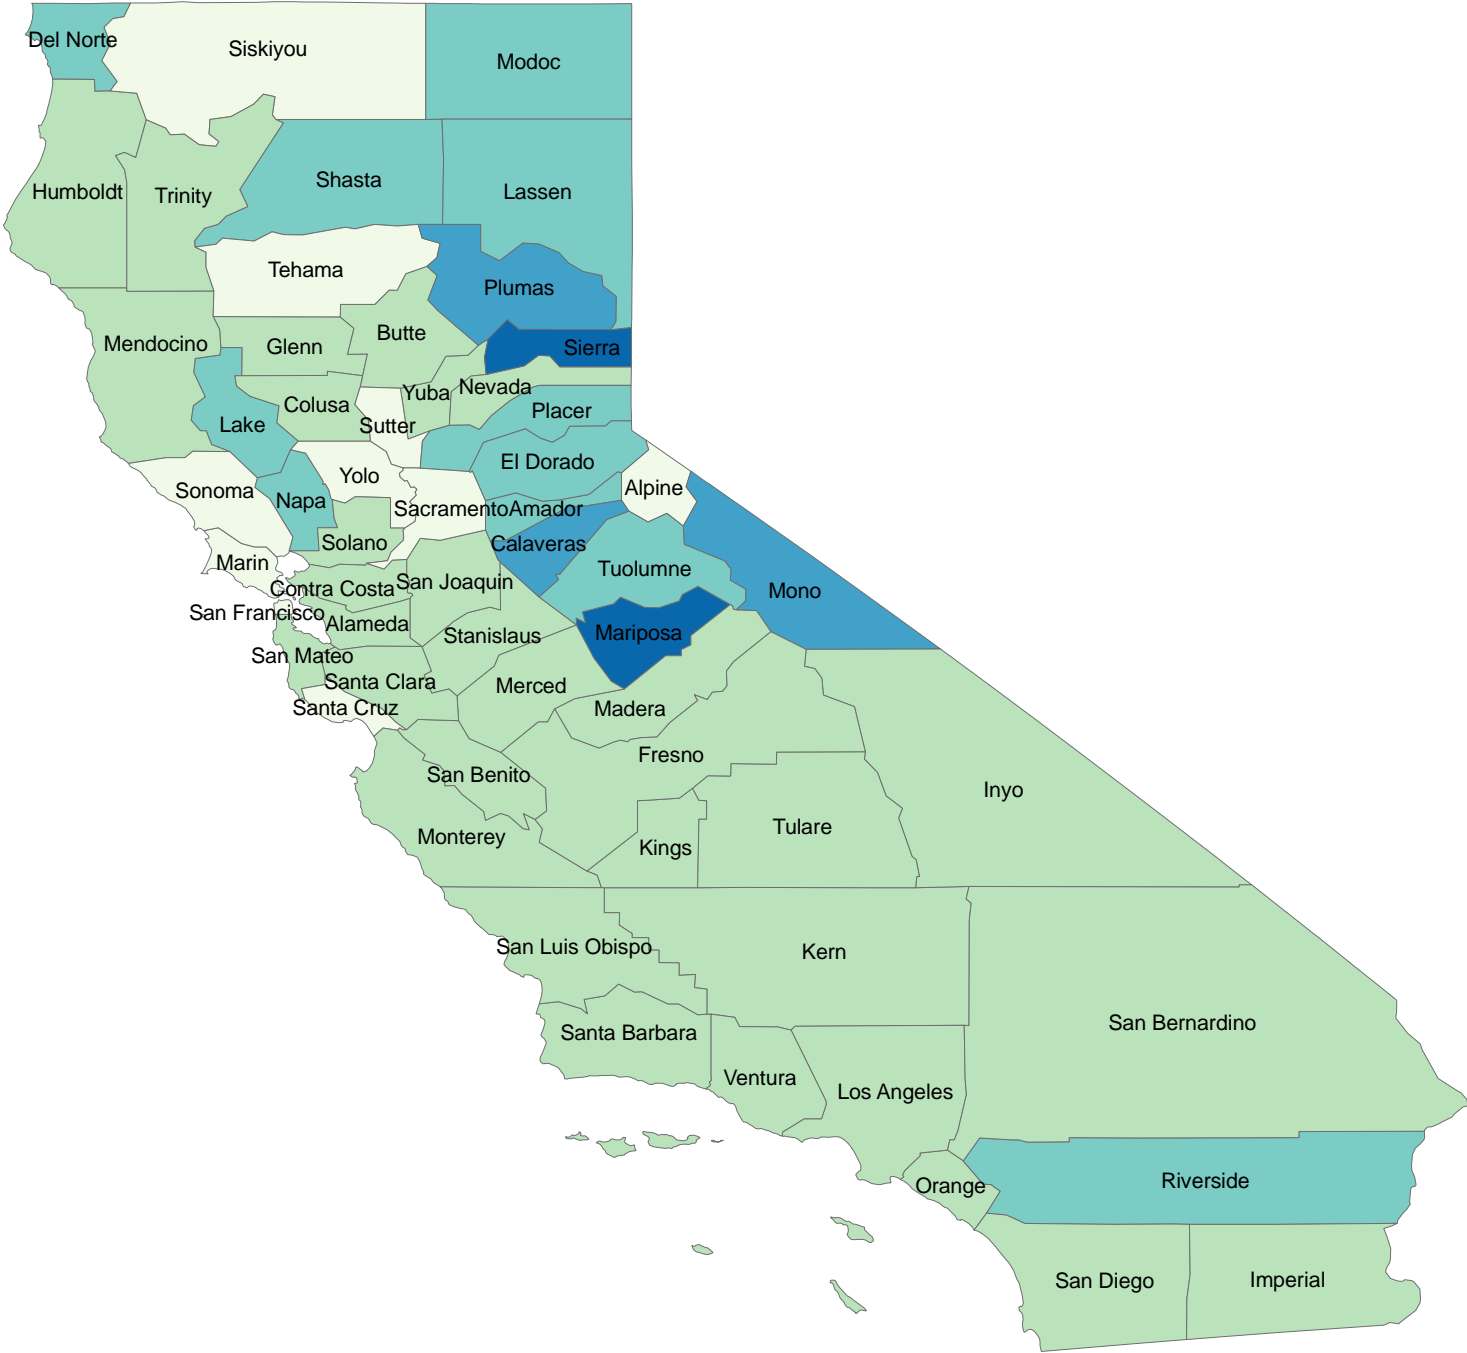 Del Norte
Siskiyou
Modoc
Humboldt
Trinity
Shasta
Lassen
Tehama
Plumas
Mendocino
Glenn
Butte
Sierra
Lake
Colusa
Sutter
Yuba
Nevada
Placer
El Dorado
Sonoma
Napa
Yolo
Sacramento
Amador
Alpine
Marin
Solano
Calaveras
Tuolumne
Mono
Contra Costa
San Joaquin
San Francisco
Alameda
Stanislaus
Mariposa
San Mateo
Santa Clara
Merced
Santa Cruz
Madera
Fresno
San Benito
Inyo
Monterey
Kings
Tulare
San Luis Obispo
Kern
San Bernardino
Santa Barbara
Ventura
Los Angeles
Orange
Riverside
San Diego
Imperial